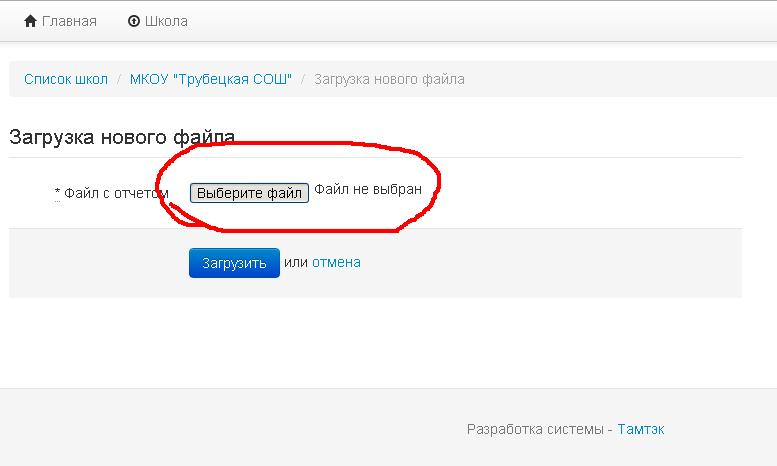 Главная Школа
Список школ / МКОУ "Трубецкая СОШ" / Загрузка нового файла
Загрузка нового файла
* Файл с отчетом Выберите файл Файл не выбран
Загрузить или отмена
Разработка системы - Тамтэк